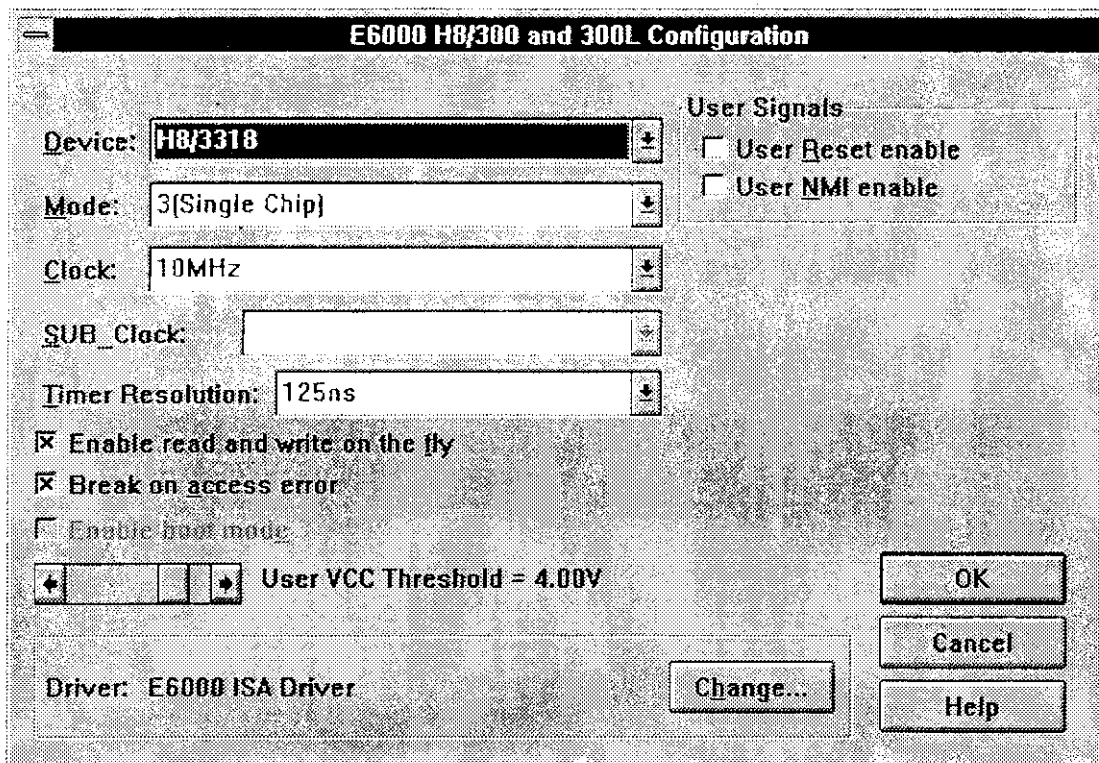 E6000 H8/300 and 300L Configuration
Device: H8/3318
Mode: 3(Single Chip)
Clock: 10MHz
SUB_Clock:
Timer Resolution: 125ns
Enable read and write on the fly
Break on access error
Enable boot mode
User VCC Threshold = 4.00V
Driver: E6000 ISA Driver
Change...
User Signals
User Reset enable
User NMI enable
OK
Cancel
Help